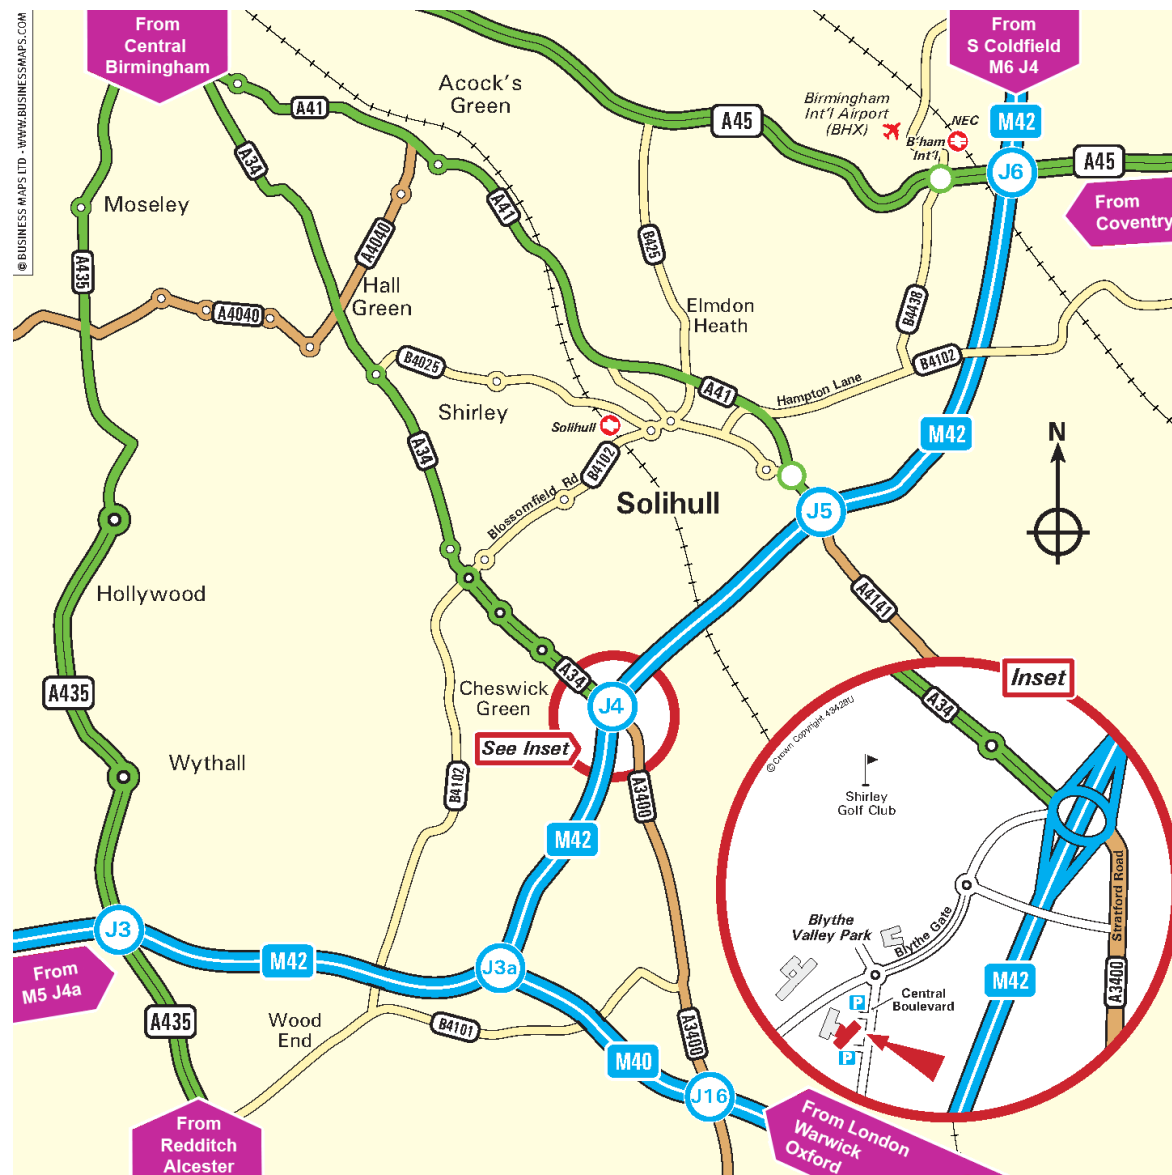 © BUSINESS MAPS LTD - WWW.BUSINESSMAPS.COM
From
Central
Birmingham
From
S Coldfield
M6 J4
Acock's
Green
A41
A45
Birmingham
Int'l Airport
(BHX)
NEC
B'ham
Int'l
M42
J6
A45
From
Coventry
A34
Moseley
A41
A4040
B425
A435
Hall
Green
A4040
Elmdon
Heath
B4438
B4102
B4025
A41
Hampton Lane
Shirley
Solihull
M42
A34
B4102
Blossomfield Rd
Solihull
N
J5
Hollywood
A4141
A34
Cheswick
Green
J4
See Inset
A435
Wythall
B4102
A3400
M42
J3
M42
J3a
From
M5 J4a
A435
Wood
End
B4101
A3400
M40
J16
From
Redditch
Alcester
From London
Warwick
Oxford
Inset
A34
© Crown Copyright 43428U
Shirley
Golf Club
Stratford Road
Blythe
Valley Park
Blythe Gate
M42
A3400
Central
Boulevard
P
P